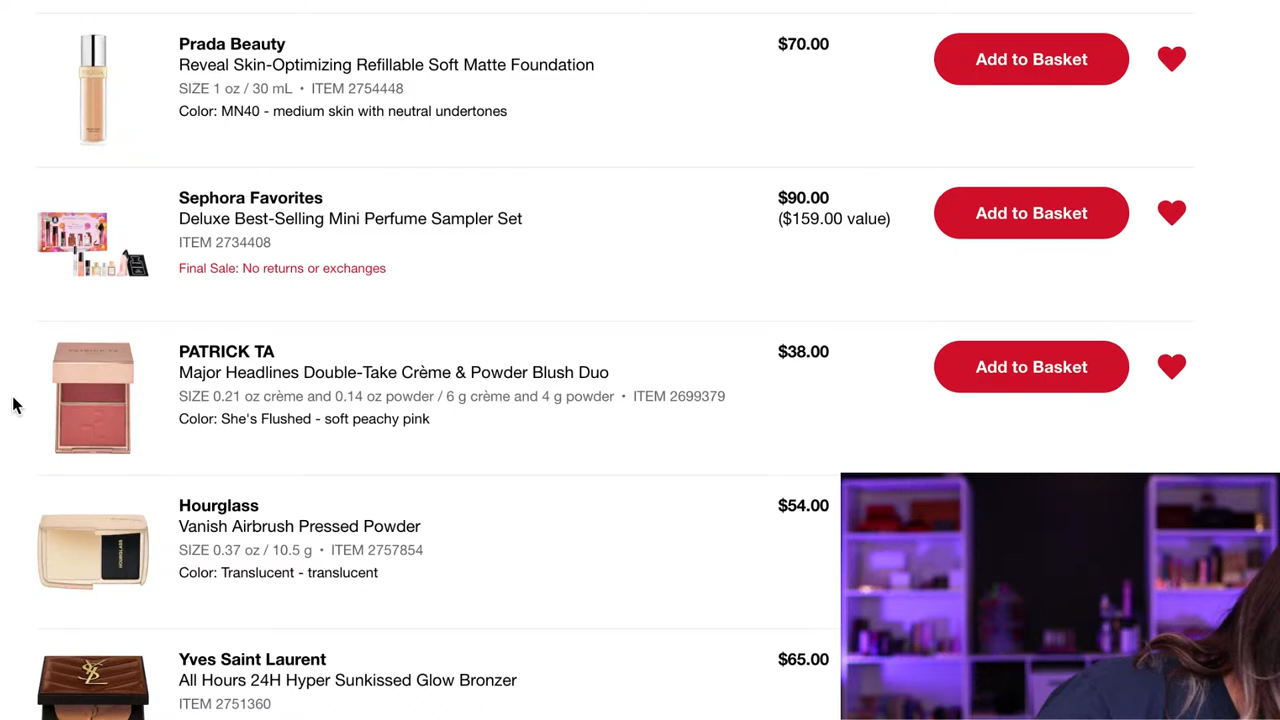 Prada Beauty
Reveal Skin-Optimizing Refillable Soft Matte Foundation
SIZE 1 oz / 30 mL • ITEM 2754448
Color: MN40 - medium skin with neutral undertones
$70.00
Add to Basket
Sephora Favorites
Deluxe Best-Selling Mini Perfume Sampler Set
ITEM 2734408
Final Sale: No returns or exchanges
$90.00
($159.00 value)
Add to Basket
PATRICK TA
Major Headlines Double-Take Crème & Powder Blush Duo
SIZE 0.21 oz crème and 0.14 oz powder / 6 g crème and 4 g powder • ITEM 2699379
Color: She's Flushed - soft peachy pink
$38.00
Add to Basket
HOURGLASS
Hourglass
Vanish Airbrush Pressed Powder
SIZE 0.37 oz / 10.5 g • ITEM 2757854
Color: Translucent - translucent
$54.00
YSL
Yves Saint Laurent
All Hours 24H Hyper Sunkissed Glow Bronzer
ITEM 2751360
$65.00